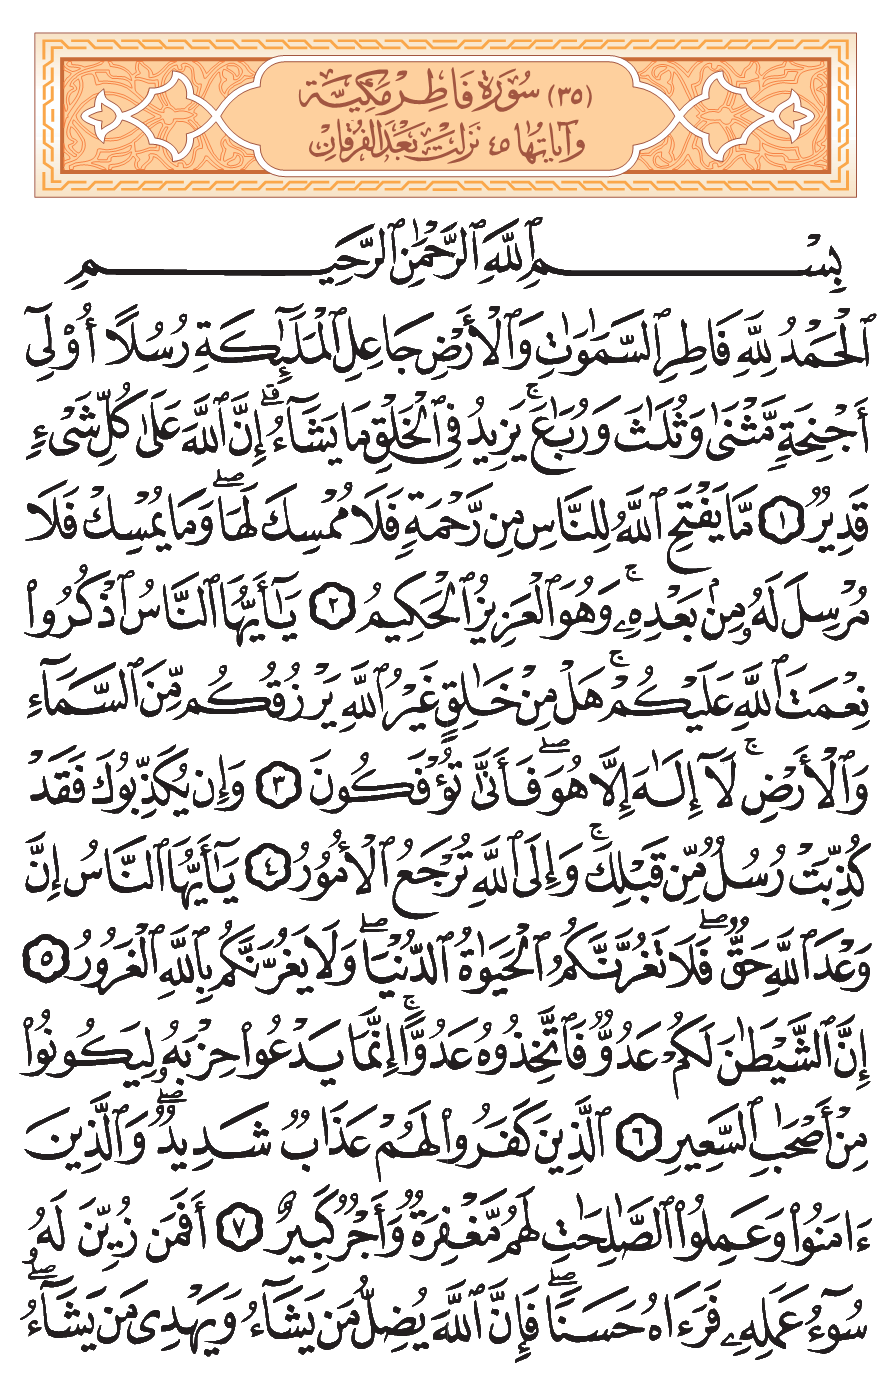 (٣٥) سُورَةُ فَاطِرٍ مَكِّيَّة
وَآيَاتُهَا ٤٥ نَزَلَتْ بَعْدَ الفُرْقَانِ
بِسْمِ ٱللَّهِ ٱلرَّحْمَٰنِ ٱلرَّحِيمِ
ٱلْحَمْدُ لِلَّهِ فَاطِرِ ٱلسَّمَٰوَٰتِ وَٱلْأَرْضِ جَاعِلِ ٱلْمَلَٰٓئِكَةِ رُسُلًا أُو۟لِىٓ
أَجْنِحَةٍ مَّثْنَىٰ وَثُلَٰثَ وَرُبَٰعَ ۚ يَزِيدُ فِى ٱلْخَلْقِ مَا يَشَآءُ ۗ إِنَّ ٱللَّهَ عَلَىٰ كُلِّ شَىْءٍ
قَدِيرٌ ۝١ مَّا يَفْتَحِ ٱللَّهُ لِلنَّاسِ مِن رَّحْمَةٍ فَلَا مُمْسِكَ لَهَا ۖ وَمَا يُمْسِكْ فَلَا
مُرْسِلَ لَهُۥ مِنۢ بَعْدِهِۦ ۚ وَهُوَ ٱلْعَزِيزُ ٱلْحَكِيمُ ۝٢ يَٰٓأَيُّهَا ٱلنَّاسُ ٱذْكُرُوا۟
نِعْمَتَ ٱللَّهِ عَلَيْكُمْ ۚ هَلْ مِنْ خَٰلِقٍ غَيْرُ ٱللَّهِ يَرْزُقُكُم مِّنَ ٱلسَّمَآءِ
وَٱلْأَرْضِ ۚ لَآ إِلَٰهَ إِلَّا هُوَ ۖ فَأَنَّىٰ تُؤْفَكُونَ ۝٣ وَإِن يُكَذِّبُوكَ فَقَدْ
كُذِّبَتْ رُسُلٌ مِّن قَبْلِكَ ۚ وَإِلَى ٱللَّهِ تُرْجَعُ ٱلْأُمُورُ ۝٤ يَٰٓأَيُّهَا ٱلنَّاسُ إِنَّ
وَعْدَ ٱللَّهِ حَقٌّ ۖ فَلَا تَغُرَّنَّكُمُ ٱلْحَيَوٰةُ ٱلدُّنْيَا ۖ وَلَا يَغُرَّنَّكُم بِٱللَّهِ ٱلْغَرُورُ ۝٥
إِنَّ ٱلشَّيْطَٰنَ لَكُمْ عَدُوٌّ فَٱتَّخِذُوهُ عَدُوًّا ۚ إِنَّمَا يَدْعُوا۟ حِزْبَهُۥ لِيَكُونُوا۟
مِنْ أَصْحَٰبِ ٱلسَّعِيرِ ۝٦ ٱلَّذِينَ كَفَرُوا۟ لَهُمْ عَذَابٌ شَدِيدٌ ۖ وَٱلَّذِينَ
ءَامَنُوا۟ وَعَمِلُوا۟ ٱلصَّٰلِحَٰتِ لَهُم مَّغْفِرَةٌ وَأَجْرٌ كَبِيرٌ ۝٧ أَفَمَن زُيِّنَ لَهُۥ
سُوٓءُ عَمَلِهِۦ فَرَءَاهُ حَسَنًا ۖ فَإِنَّ ٱللَّهَ يُضِلُّ مَن يَشَآءُ وَيَهْدِى مَن يَشَآءُ ۖ